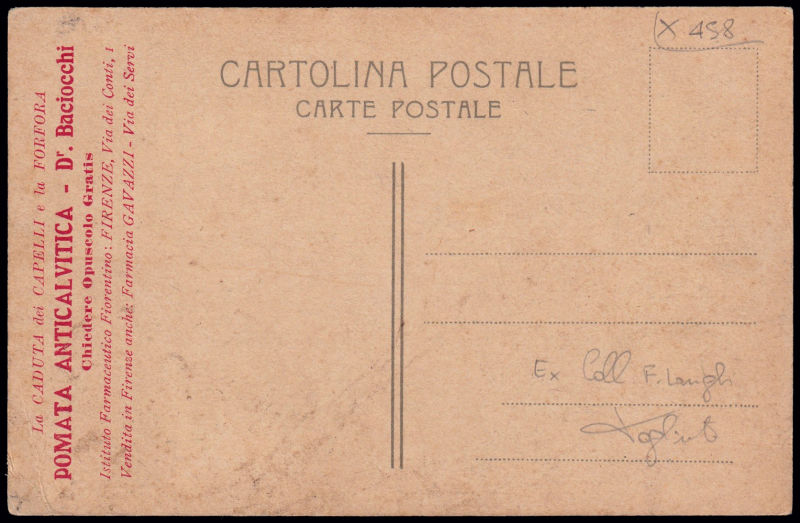 La CADUTA dei CAPELLI e la FORFORA
POMATA ANTICALVITICA - Dr. Baciocchi
Chiedere Opuscolo Gratis
Istituto Farmaceutico Fiorentino: FIRENZE, Via dei Conti, 1
Vendita in Firenze anche: Farmacia GAVAZZI - Via dei Servi
X 458
CARTOLINA POSTALE
CARTE POSTALE
Ex Coll F.